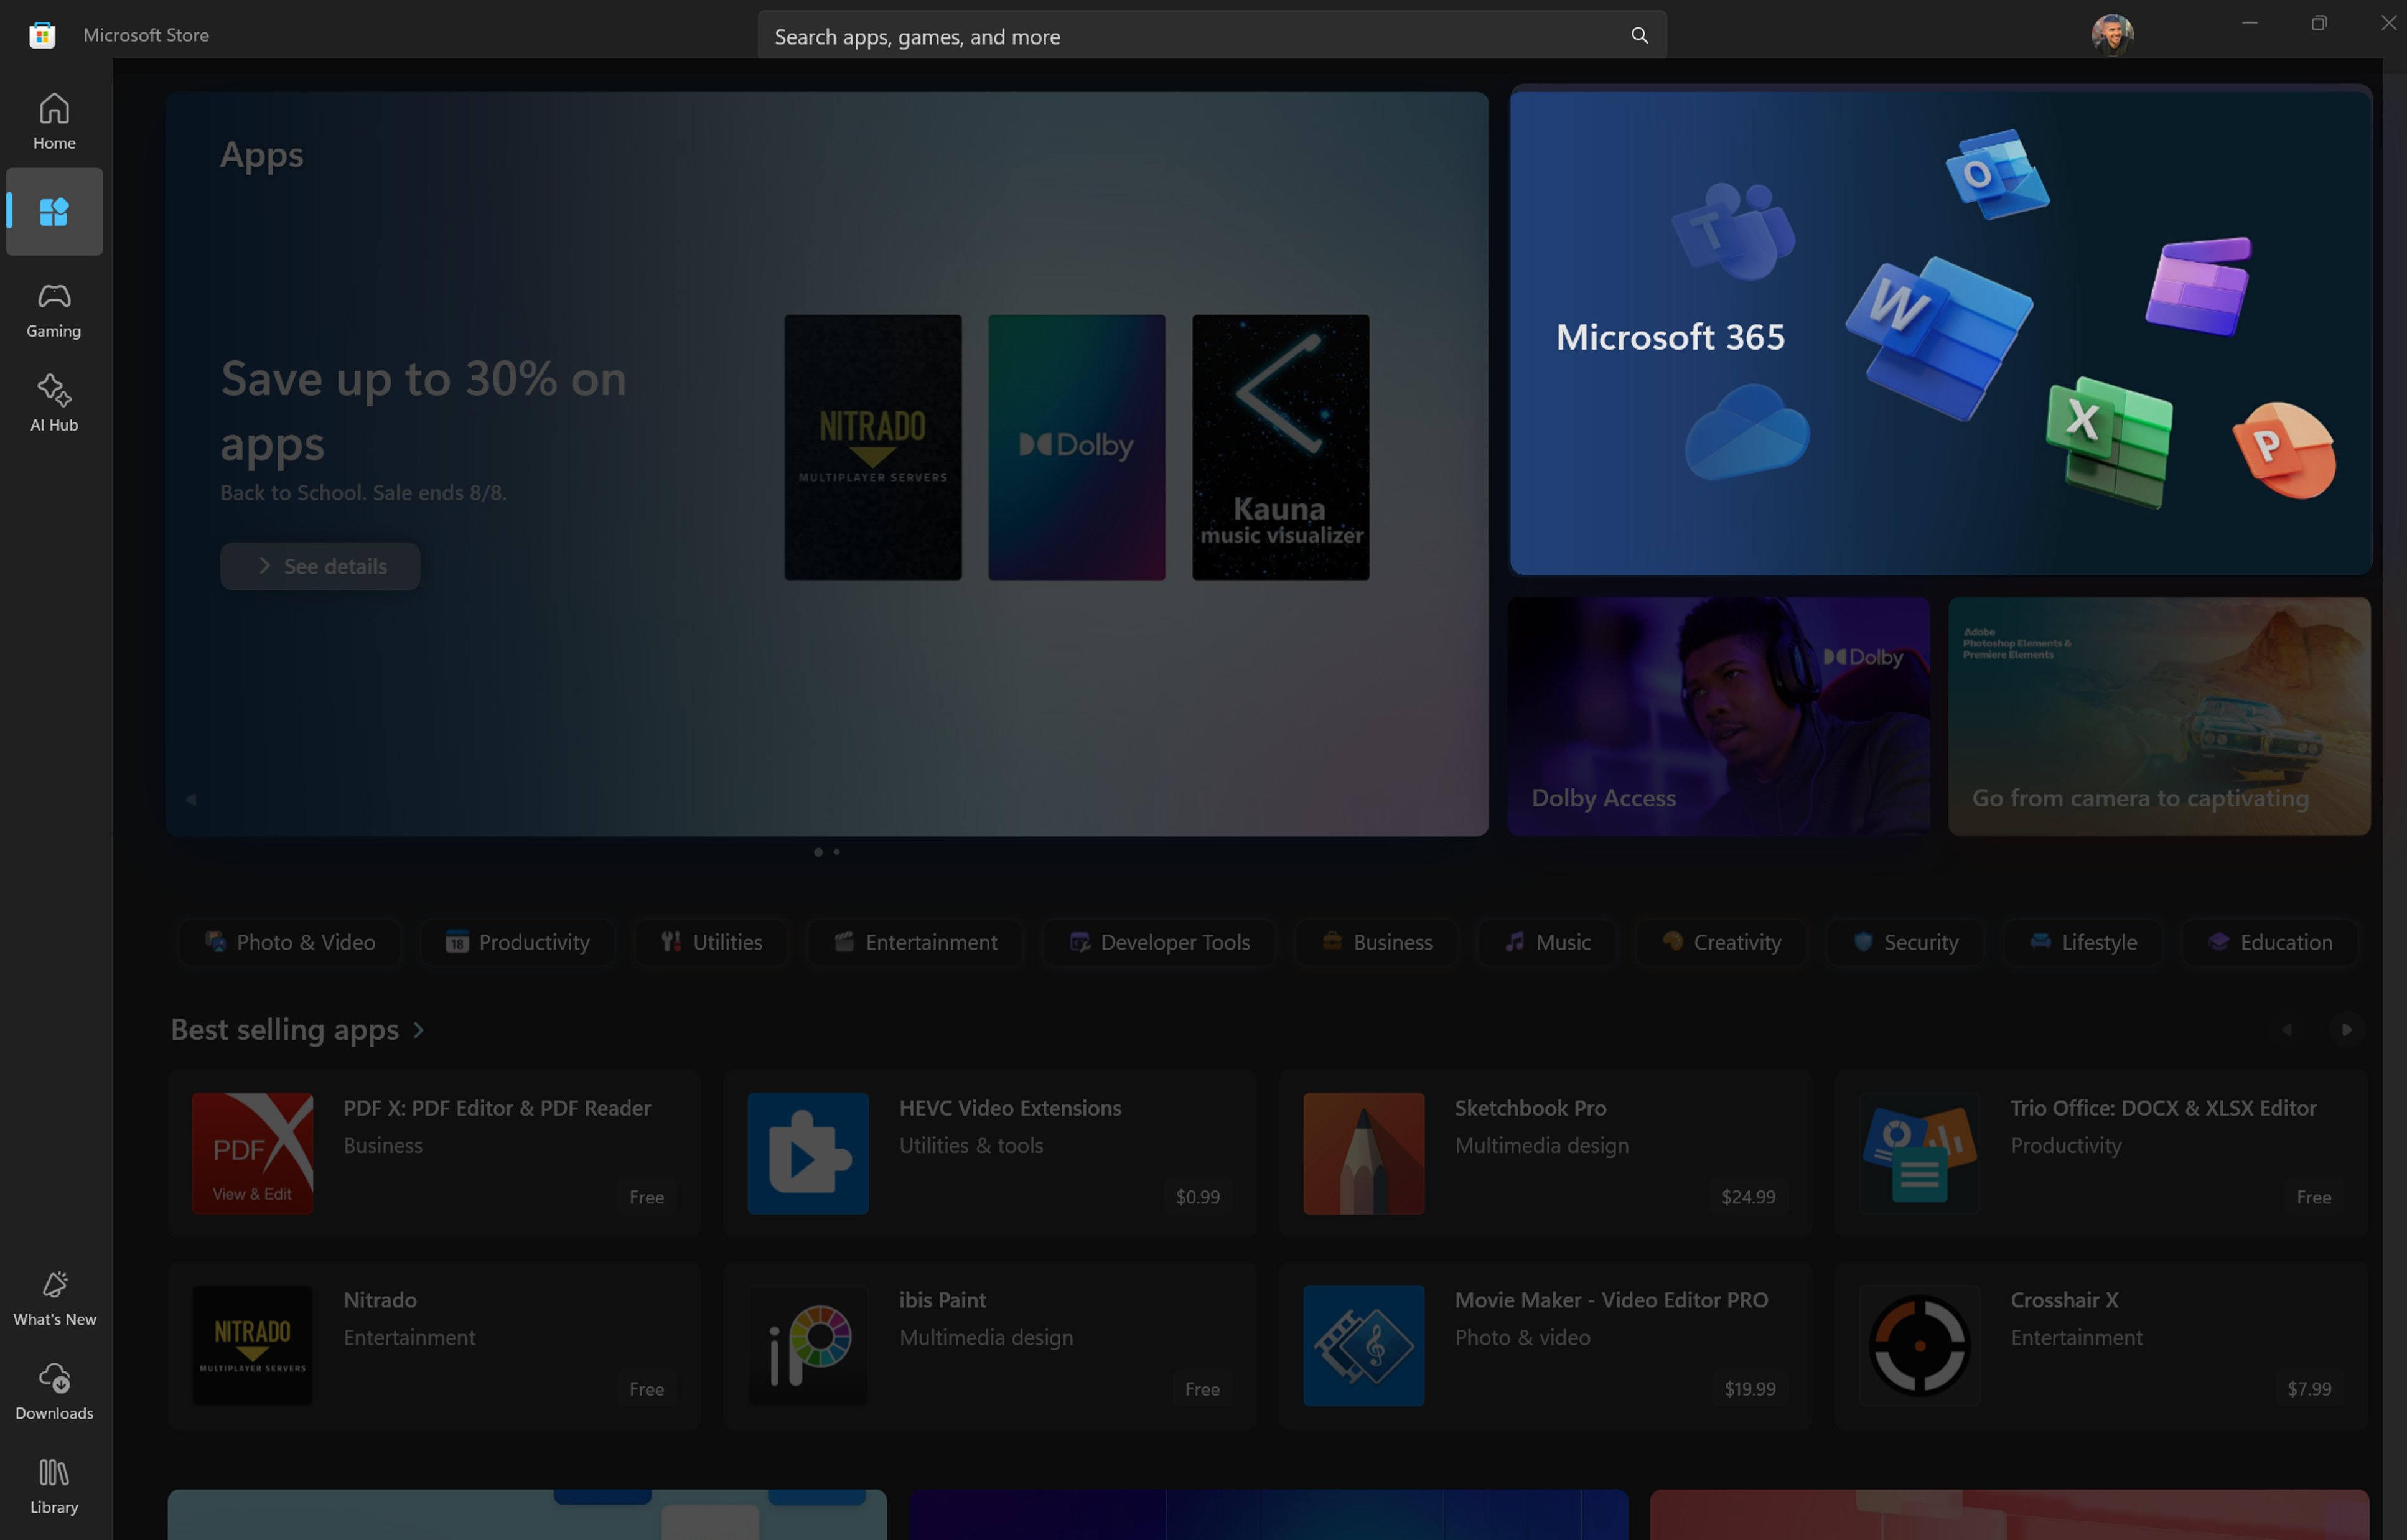 Microsoft Store
Search apps, games, and more
Home
Gaming
AI Hub
What's New
Downloads
Library
Apps
Save up to 30% on
apps
Back to School. Sale ends 8/8.
See details
NITRADO
MULTIPLAYER SERVERS
Dolby
Kauna
music visualizer
Microsoft 365
T
O
W
X
P
Dolby
Dolby Access
Adobe
Photoshop Elements &
Premiere Elements
Go from camera to captivating
Photo & Video
18
Productivity
Utilities
Entertainment
Developer Tools
Business
Music
Creativity
Security
Lifestyle
Education
Best selling apps
PDF X
View & Edit
PDF X: PDF Editor & PDF Reader
Business
Free
HEVC Video Extensions
Utilities & tools
$0.99
Sketchbook Pro
Multimedia design
$24.99
Trio Office: DOCX & XLSX Editor
Productivity
Free
NITRADO
MULTIPLAYER SERVERS
Nitrado
Entertainment
Free
iP
ibis Paint
Multimedia design
Free
Movie Maker - Video Editor PRO
Photo & video
$19.99
Crosshair X
Entertainment
$7.99